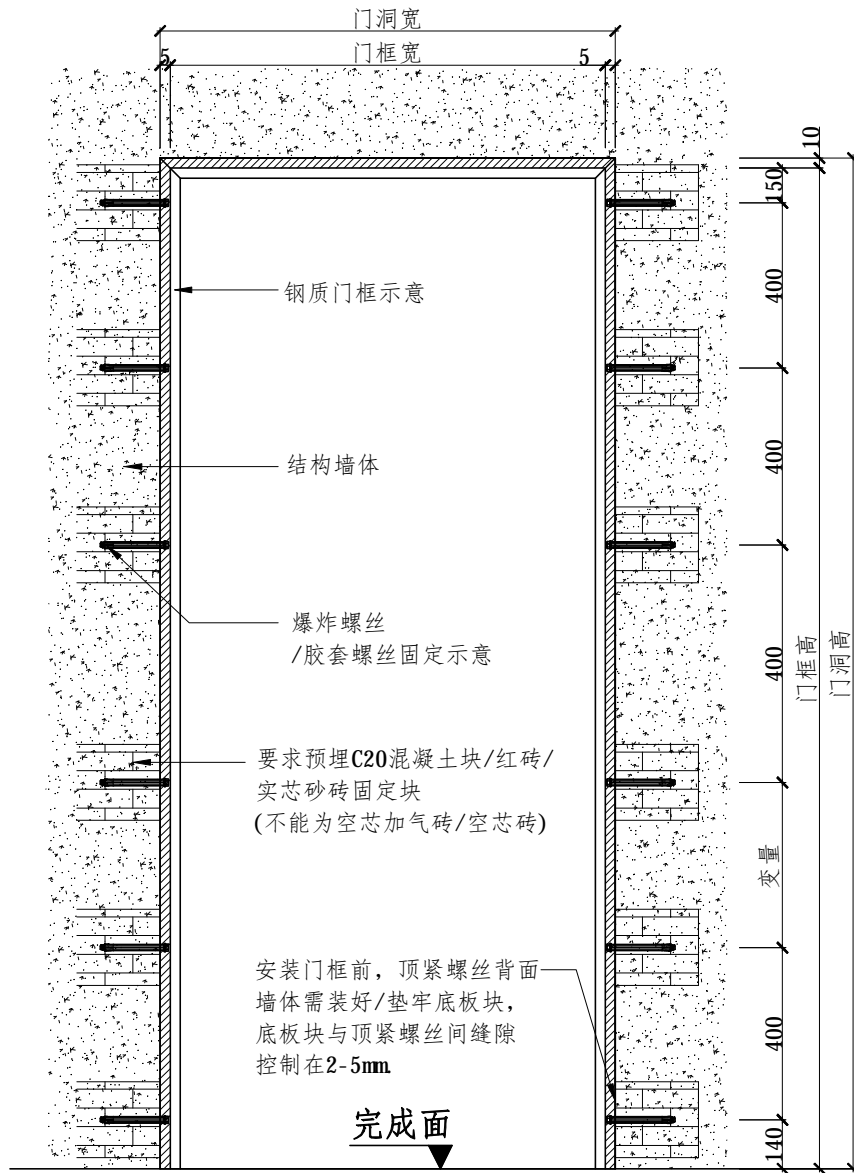 门洞宽
5
门框宽
5
10
150
400
钢质门框示意
400
结构墙体
爆炸螺丝
/胶套螺丝固定示意
400
门框高
门洞高
要求预埋C20混凝土块/红砖/
实芯砂砖固定块
(不能为空芯加气砖/空芯砖)
变量
安装门框前，顶紧螺丝背面
墙体需装好/垫牢底板块，
底板块与顶紧螺丝间缝隙
控制在2-5mm.
400
完成面
140